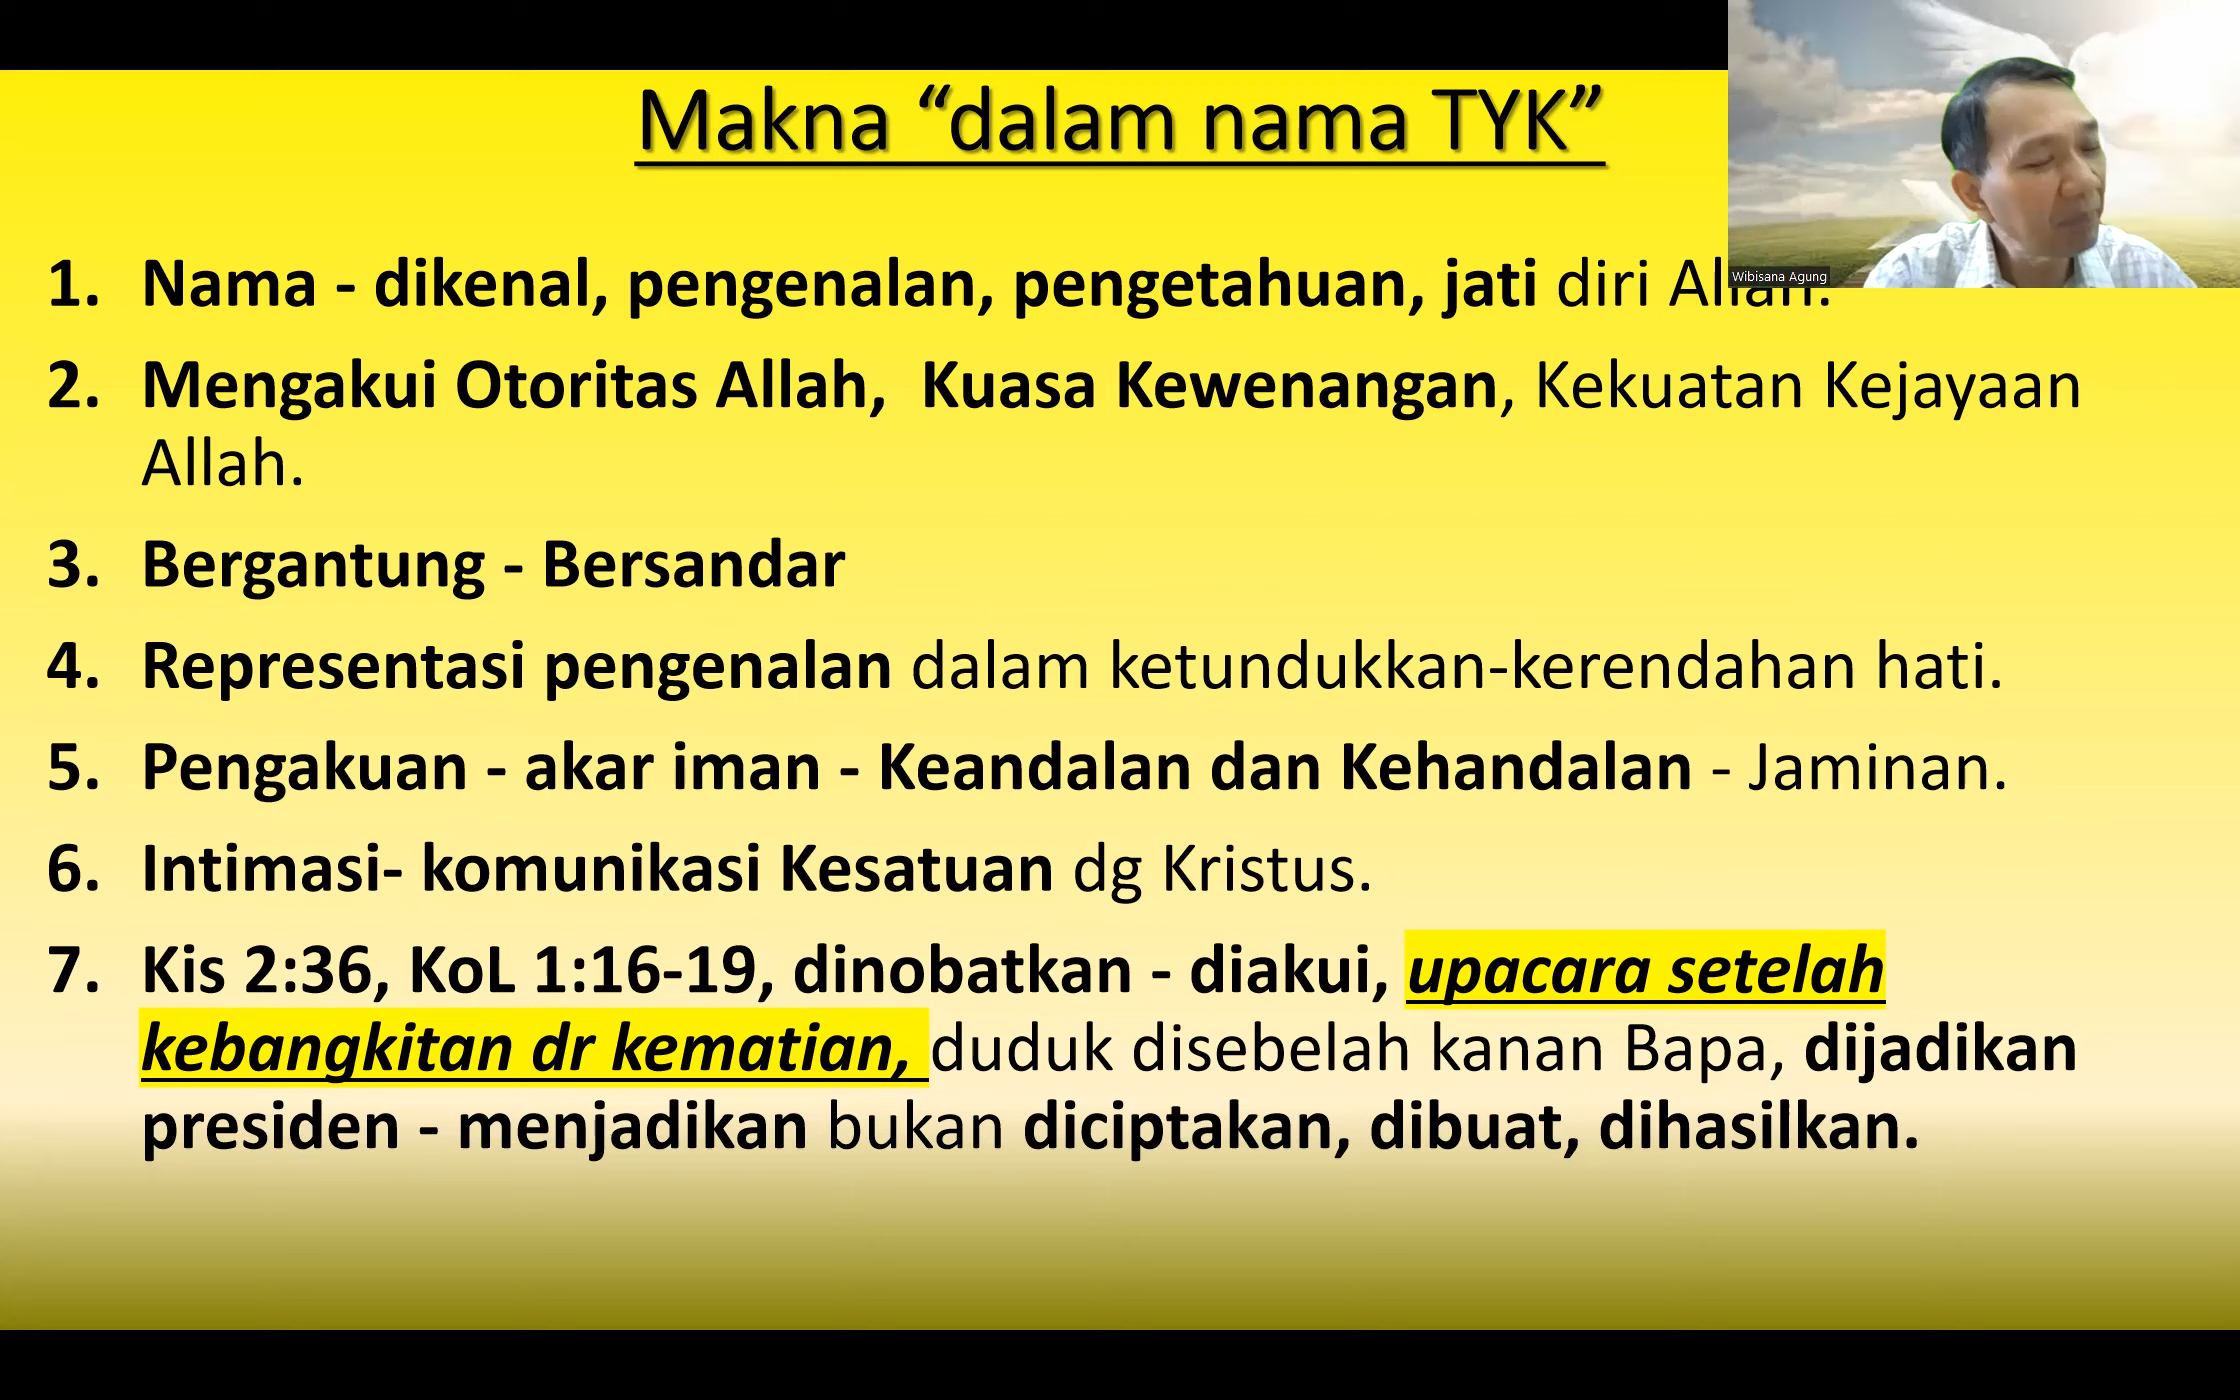 Makna “dalam nama TYK”
Wibisana Agung
1. Nama - dikenal, pengenalan, pengetahuan, jati diri Allah.
2. Mengakui Otoritas Allah,  Kuasa Kewenangan, Kekuatan Kejayaan
Allah.
3. Bergantung - Bersandar
4. Representasi pengenalan dalam ketundukkan-kerendahan hati.
5. Pengakuan - akar iman - Keandalan dan Kehandalan - Jaminan.
6. Intimasi- komunikasi Kesatuan dg Kristus.
7. Kis 2:36, KoL 1:16-19, dinobatkan - diakui, upacara setelah
kebangkitan dr kematian, duduk disebelah kanan Bapa, dijadikan
presiden - menjadikan bukan diciptakan, dibuat, dihasilkan.